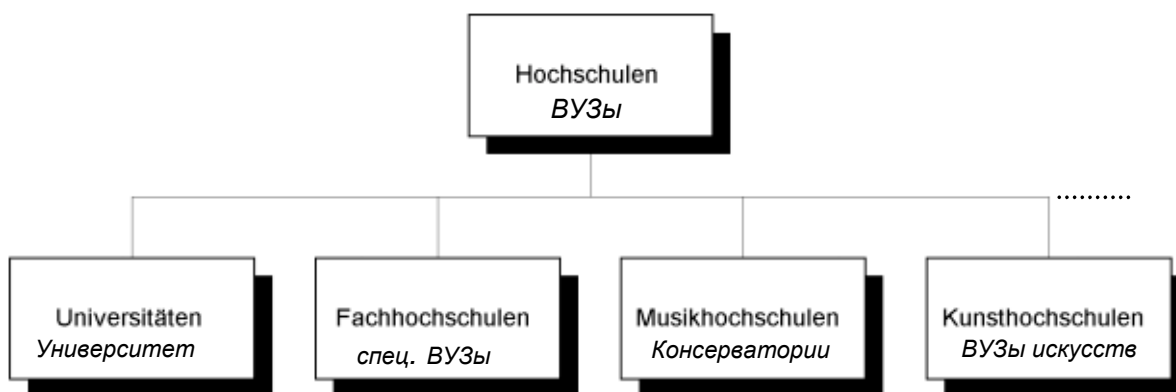 Hochschulen
ВУЗы
..........
Universitäten
Университет
Fachhochschulen
спец. ВУЗы
Musikhochschulen
Консерватории
Kunsthochschulen
ВУЗы искусств